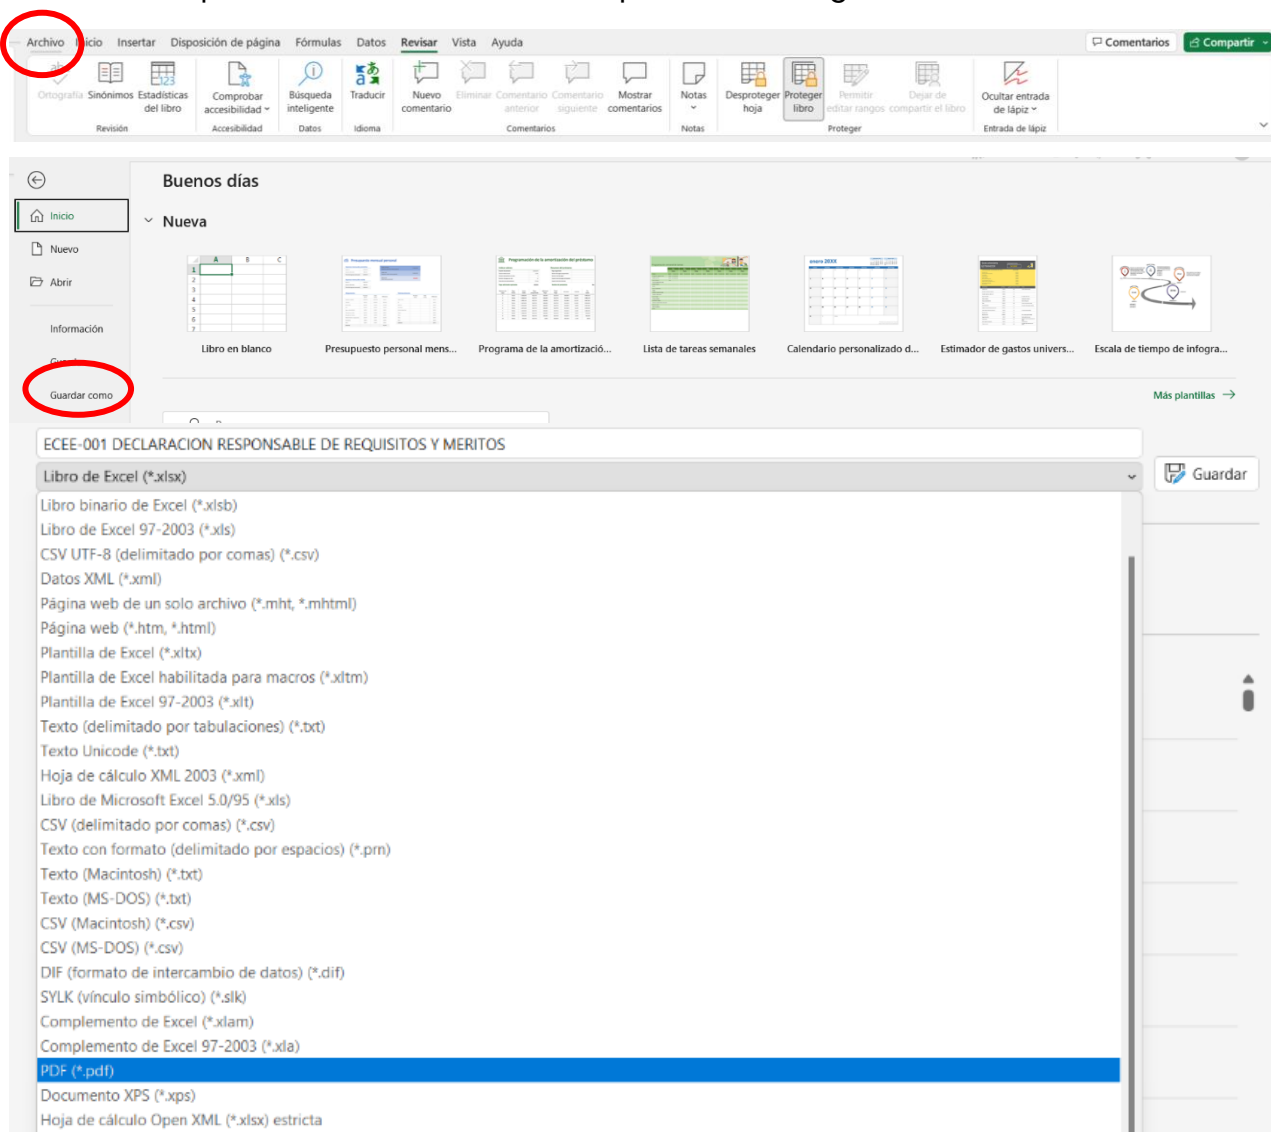 Archivo Inicio Insertar Disposición de página Fórmulas Datos Revisar Vista Ayuda Comentarios Compartir
Ortografía Sinónimos Estadísticas del libro Comprobar accesibilidad Búsqueda inteligente Traducir Nuevo comentario Eliminar Comentario anterior Comentario siguiente Mostrar comentarios Notas Desproteger hoja Proteger libro Permitir editar rangos Dejar de compartir el libro Ocultar entrada de lápiz
Revisión Accesibilidad Datos Idioma Comentarios Notas Proteger Entrada de lápiz
Buenos días
Inicio
Nueva
Nuevo
Abrir
Información
Libro en blanco Presupuesto personal mens... Programa de la amortizació... Lista de tareas semanales Calendario personalizado d... Estimador de gastos univers... Escala de tiempo de infogra...
Guardar como
Más plantillas
ECEE-001 DECLARACION RESPONSABLE DE REQUISITOS Y MERITOS
Libro de Excel (*.xlsx)
Guardar
Libro binario de Excel (*.xlsb)
Libro de Excel 97-2003 (*.xls)
CSV UTF-8 (delimitado por comas) (*.csv)
Datos XML (*.xml)
Página web de un solo archivo (*.mht, *.mhtml)
Página web (*.htm, *.html)
Plantilla de Excel (*.xltx)
Plantilla de Excel habilitada para macros (*.xltm)
Plantilla de Excel 97-2003 (*.xlt)
Texto (delimitado por tabulaciones) (*.txt)
Texto Unicode (*.txt)
Hoja de cálculo XML 2003 (*.xml)
Libro de Microsoft Excel 5.0/95 (*.xls)
CSV (delimitado por comas) (*.csv)
Texto con formato (delimitado por espacios) (*.prn)
Texto (Macintosh) (*.txt)
Texto (MS-DOS) (*.txt)
CSV (Macintosh) (*.csv)
CSV (MS-DOS) (*.csv)
DIF (formato de intercambio de datos) (*.dif)
SYLK (vínculo simbólico) (*.slk)
Complemento de Excel (*.xlam)
Complemento de Excel 97-2003 (*.xla)
PDF (*.pdf)
Documento XPS (*.xps)
Hoja de cálculo Open XML (*.xlsx) estricta